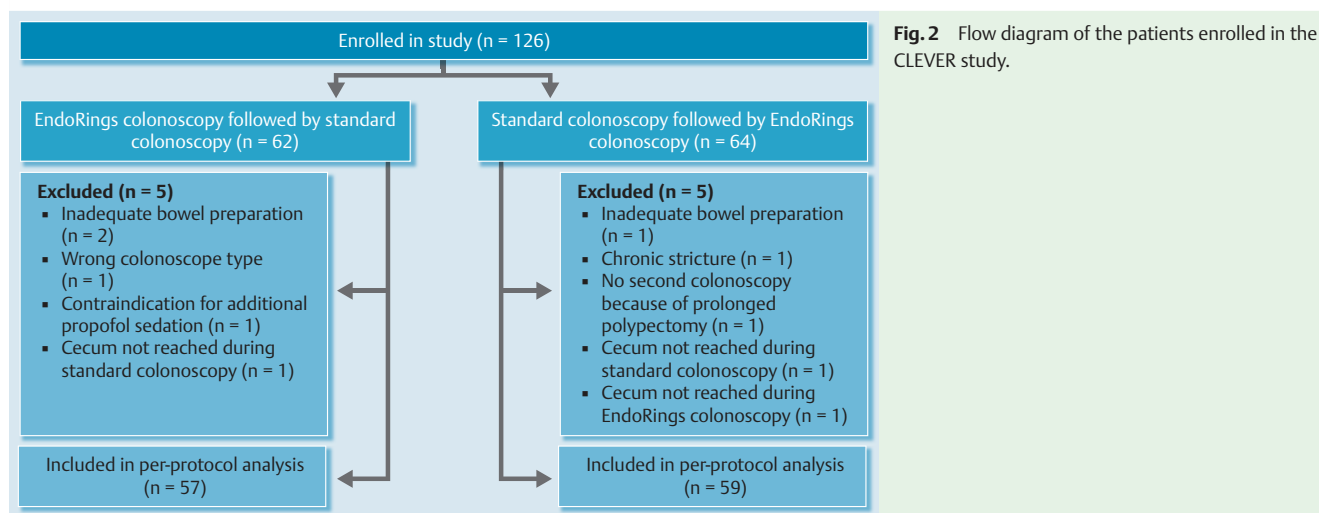 Enrolled in study (n = 126)
EndoRings colonoscopy followed by standard
colonoscopy (n = 62)
Excluded (n = 5)
▪ Inadequate bowel preparation
(n = 2)
▪ Wrong colonoscope type
(n = 1)
▪ Contraindication for additional
propofol sedation (n = 1)
▪ Cecum not reached during
standard colonoscopy (n = 1)
Included in per-protocol analysis
(n = 57)
Standard colonoscopy followed by EndoRings
colonoscopy (n = 64)
Excluded (n = 5)
▪ Inadequate bowel preparation
(n = 1)
▪ Chronic stricture (n = 1)
▪ No second colonoscopy
because of prolonged
polypectomy (n = 1)
▪ Cecum not reached during
standard colonoscopy (n = 1)
▪ Cecum not reached during
EndoRings colonoscopy (n = 1)
Included in per-protocol analysis
(n = 59)
Fig. 2 Flow diagram of the patients enrolled in the
CLEVER study.